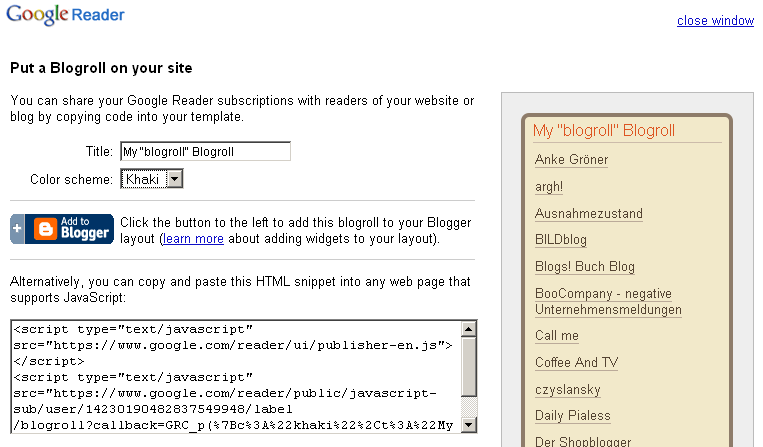 Google Reader
close window
Put a Blogroll on your site
You can share your Google Reader subscriptions with readers of your website or
blog by copying code into your template.
Title: My "blogroll" Blogroll
Color scheme: Khaki
+ Add to
Blogger
Click the button to the left to add this blogroll to your Blogger
layout (learn more about adding widgets to your layout).
Alternatively, you can copy and paste this HTML snippet into any web page that
supports JavaScript:
<script type="text/javascript"
src="https://www.google.com/reader/ui/publisher-en.js">
</script>
<script type="text/javascript"
src="https://www.google.com/reader/public/javascript-
sub/user/14230190482837549948/label
/blogroll?callback=GRC_p(%7Bc%3A%22khaki%22%2Ct%3A%22My
My "blogroll" Blogroll
Anke Gröner
argh!
Ausnahmezustand
BILDblog
Blogs! Buch Blog
BooCompany - negative
Unternehmensmeldungen
Call me
Coffee And TV
czyslansky
Daily Pialess
Der Shopblogger